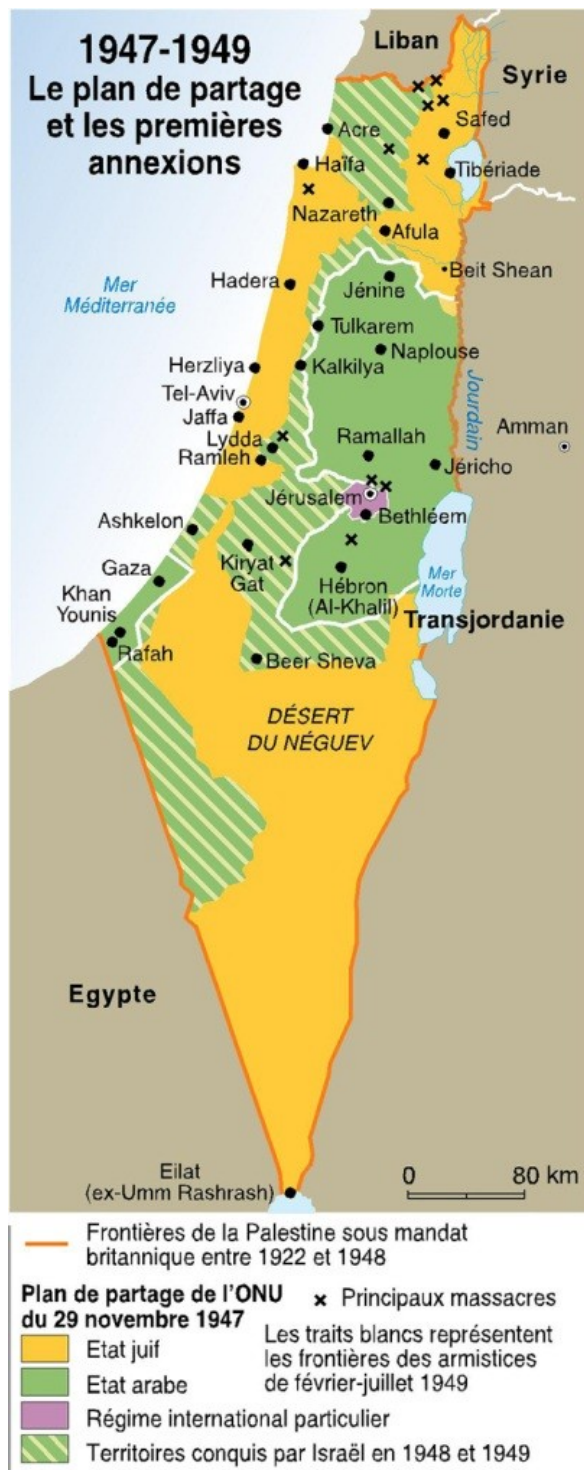 1947-1949
Le plan de partage
et les premières
annexions
Liban
Syrie
Acre
Safed
Haïfa
Tibériade
Nazareth
Afula
Beit Shean
Mer
Méditerranée
Hadera
Jénine
Tulkarem
Naplouse
Herzliya
Kalkilya
Tel-Aviv
Jaffa
Jourdain
Amman
Lydda
Ramallah
Ramleh
Jéricho
Jérusalem
Ashkelon
Bethléem
Gaza
Kiryat
Gat
Hébron
(Al-Khalil)
Mer
Morte
Khan
Younis
Transjordanie
Rafah
Beer Sheva
DÉSERT
DU NÉGUEV
Egypte
Eilat
(ex-Umm Rashrash)
0 80 km
Frontières de la Palestine sous mandat
britannique entre 1922 et 1948
Plan de partage de l'ONU
du 29 novembre 1947
Etat juif
Etat arabe
Régime international particulier
Territoires conquis par Israël en 1948 et 1949
Principaux massacres
Les traits blancs représentent
les frontières des armistices
de février-juillet 1949